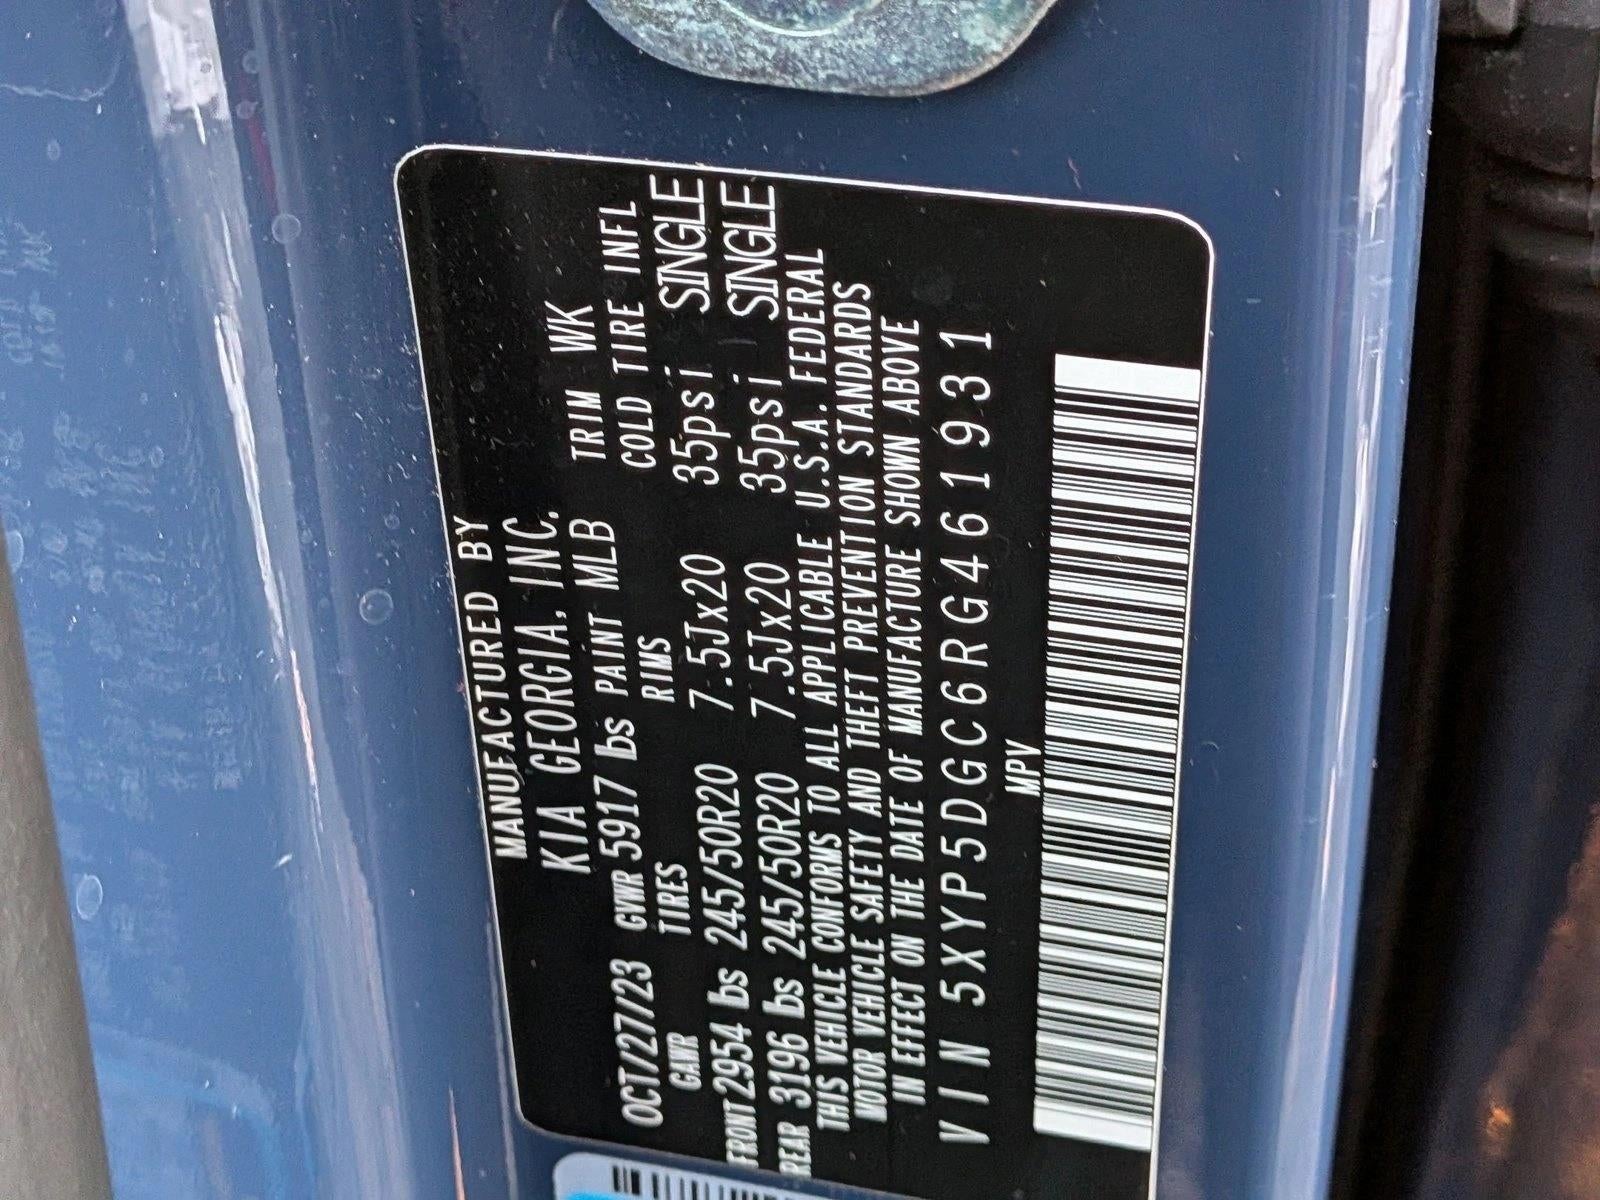 MANUFACTURED BY
KIA GEORGIA, INC.
OCT/27/23 GVWR 5917 lbs PAINT MLB TRIM WK
GAWR TIRES RIMS COLD TIRE INFL
FRONT 2954 lbs 245/50R20 7.5Jx20 35psi SINGLE
REAR 3196 lbs 245/50R20 7.5Jx20 35psi SINGLE
THIS VEHICLE CONFORMS TO ALL APPLICABLE U.S.A. FEDERAL
MOTOR VEHICLE SAFETY AND THEFT PREVENTION STANDARDS
IN EFFECT ON THE DATE OF MANUFACTURE SHOWN ABOVE
VIN 5XYP5DGC6RG461931
MPV